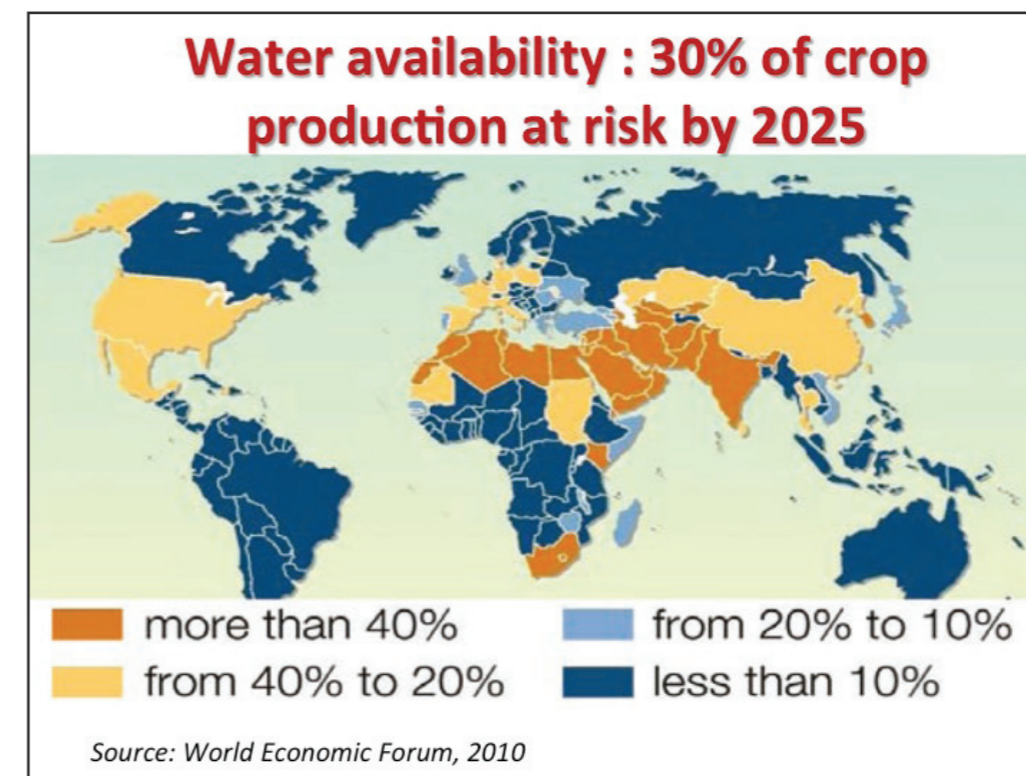 Water availability : 30% of crop
production at risk by 2025
more than 40%
from 20% to 10%
from 40% to 20%
less than 10%
Source: World Economic Forum, 2010